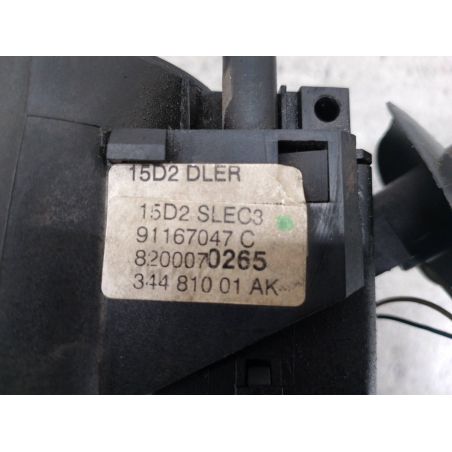 15D2 DLER
15D2 SLEC3
91167047 C
8200070265
344 810 01 AK